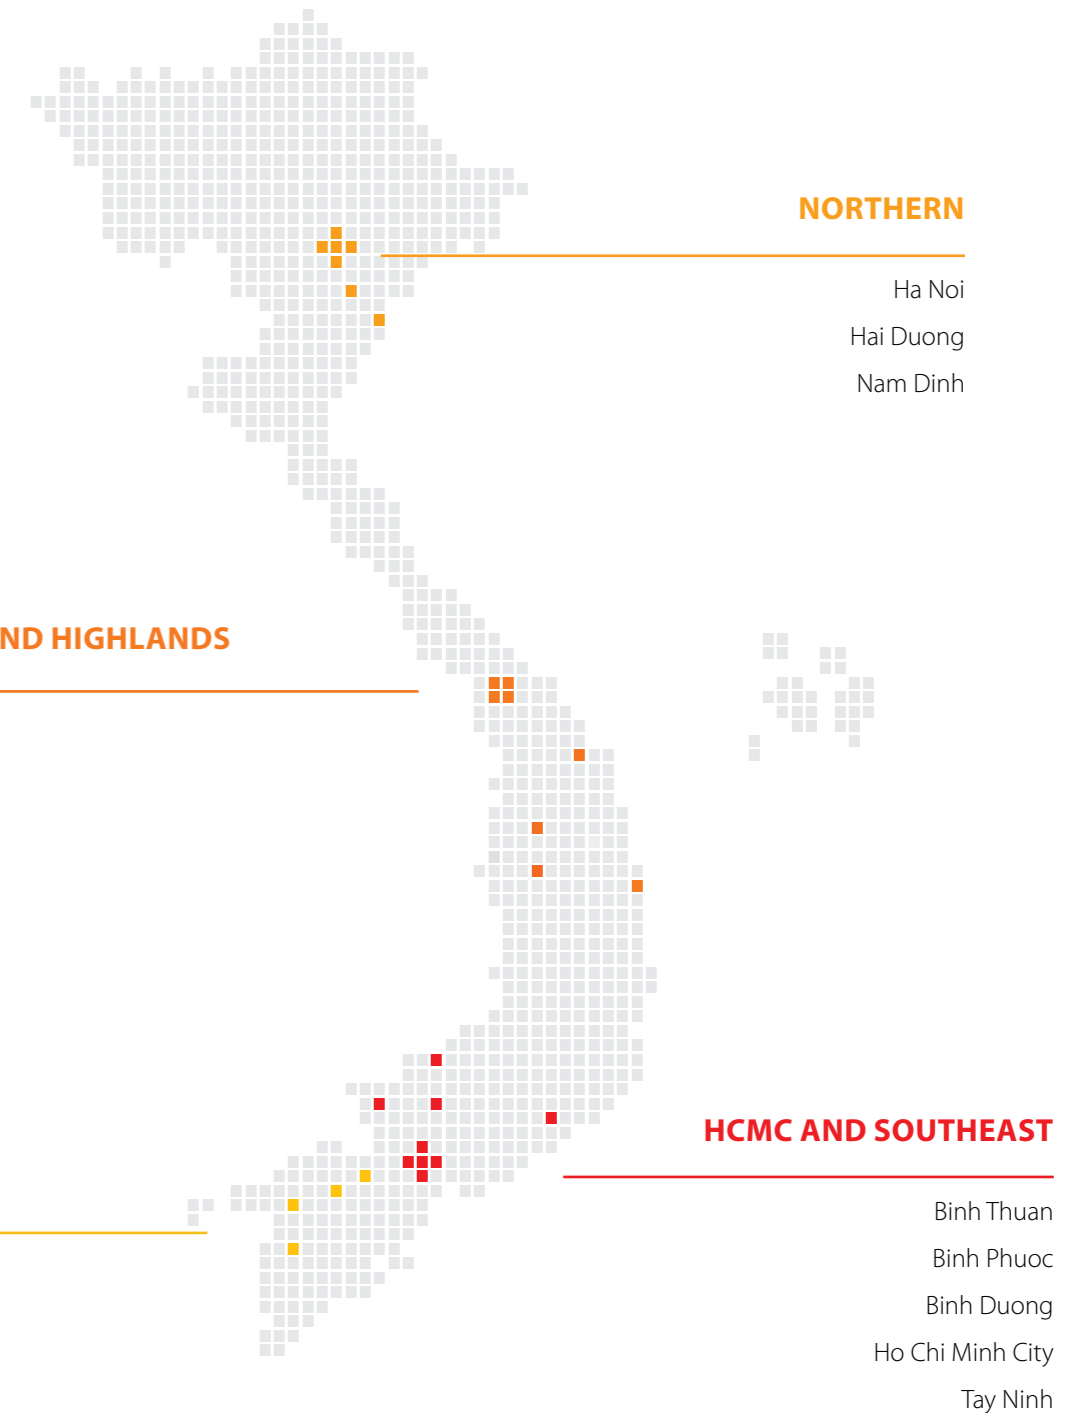 NORTHERN
Ha Noi
Hai Duong
Nam Dinh
ND HIGHLANDS
HCMC AND SOUTHEAST
Binh Thuan
Binh Phuoc
Binh Duong
Ho Chi Minh City
Tay Ninh